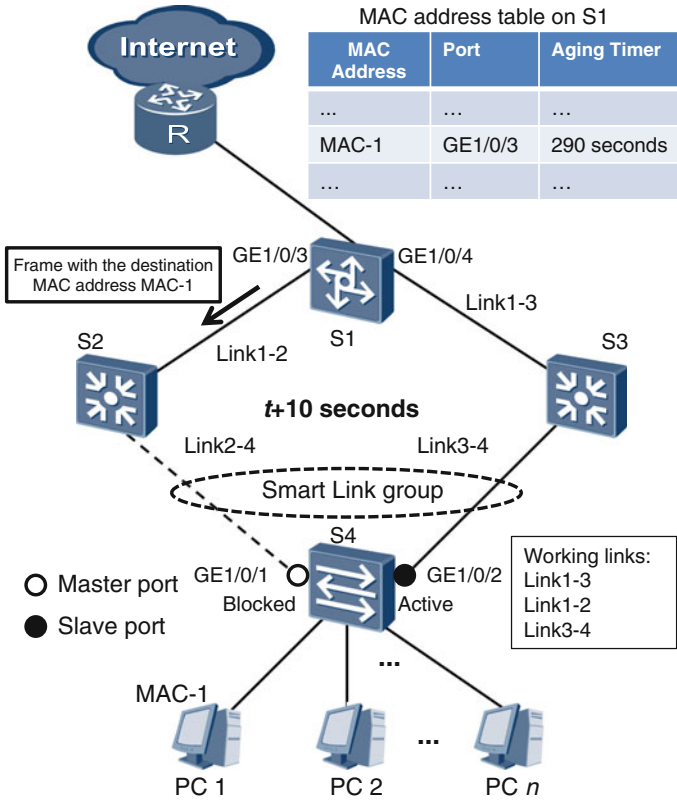 MAC address table on S1
Internet
MAC Address Port Aging Timer
... ... ...
MAC-1 GE1/0/3 290 seconds
... ... ...
R
GE1/0/3
GE1/0/4
Frame with the destination
MAC address MAC-1
S1
Link1-3
S2
S3
Link1-2
t+10 seconds
Link2-4
Link3-4
Smart Link group
S4
GE1/0/1
GE1/0/2
Blocked
Active
Master port
Slave port
Working links:
Link1-3
Link1-2
Link3-4
...
MAC-1
...
PC 1
PC 2
PC n